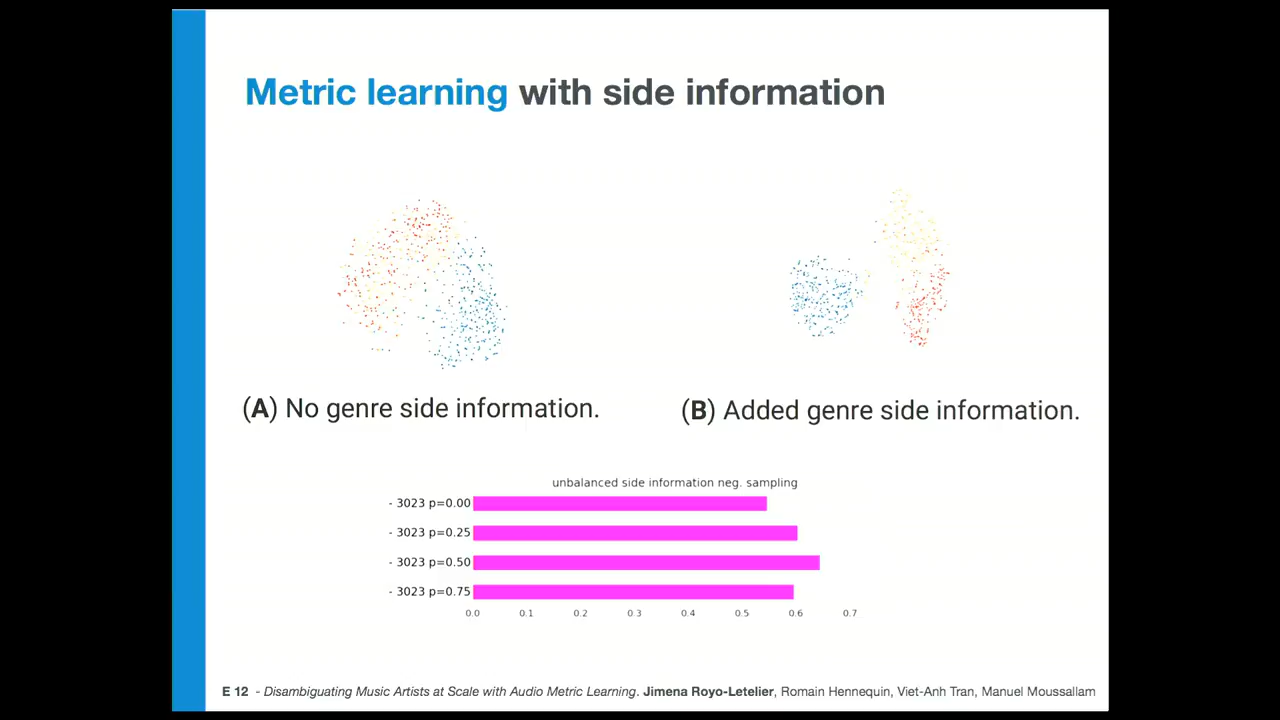 Metric learning with side information
(A) No genre side information.
(B) Added genre side information.
unbalanced side information neg. sampling
- 3023 p=0.00
- 3023 p=0.25
- 3023 p=0.50
- 3023 p=0.75
0.0 0.1 0.2 0.3 0.4 0.5 0.6 0.7
E 12 - Disambiguating Music Artists at Scale with Audio Metric Learning. Jimena Royo-Letelier, Romain Hennequin, Viet-Anh Tran, Manuel Moussallam